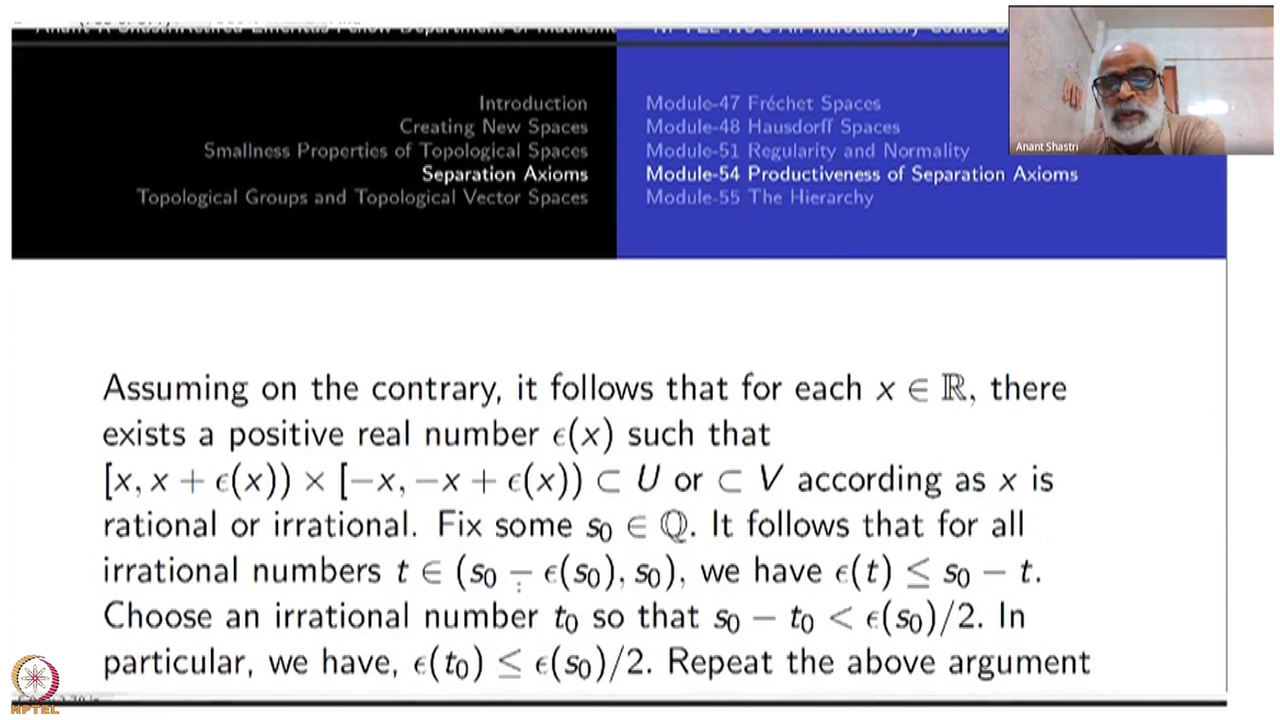 Introduction
Creating New Spaces
Smallness Properties of Topological Spaces
Separation Axioms
Topological Groups and Topological Vector Spaces
Module-47 Fréchet Spaces
Module-48 Hausdorff Spaces
Module-51 Regularity and Normality
Module-54 Productiveness of Separation Axioms
Module-55 The Hierarchy
Anant Shastri
Assuming on the contrary, it follows that for each x ∈ ℝ, there
exists a positive real number ϵ(x) such that
[x, x + ϵ(x)) × [−x, −x + ϵ(x)) ⊂ U or ⊂ V according as x is
rational or irrational. Fix some s₀ ∈ ℚ. It follows that for all
irrational numbers t ∈ (s₀ − ϵ(s₀), s₀), we have ϵ(t) ≤ s₀ − t.
Choose an irrational number t₀ so that s₀ − t₀ < ϵ(s₀)/2. In
particular, we have, ϵ(t₀) ≤ ϵ(s₀)/2. Repeat the above argument
NPTEL